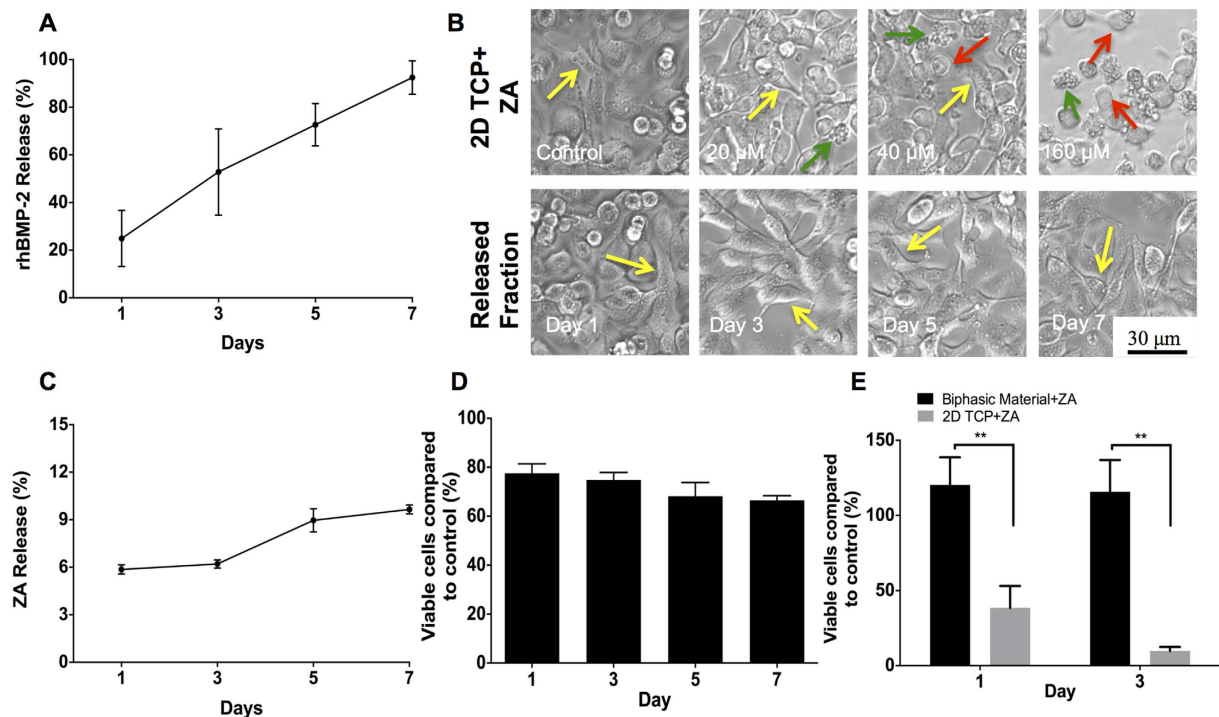 A
rhBMP-2 Release (%)
100
80
60
40
20
0
1
3
5
7
Days
B
2D TCP+
ZA
Control
20 µM
40 µM
160 µM
Released
Fraction
Day 1
Day 3
Day 5
Day 7
30 µm
C
ZA Release (%)
15
12
9
6
3
0
1
3
5
7
Days
D
Viable cells compared
to control (%)
100
80
60
40
20
0
1
3
5
7
Day
E
Biphasic Material+ZA
2D TCP+ZA
Viable cells compared
to control (%)
150
100
50
0
**
**
1
3
Day